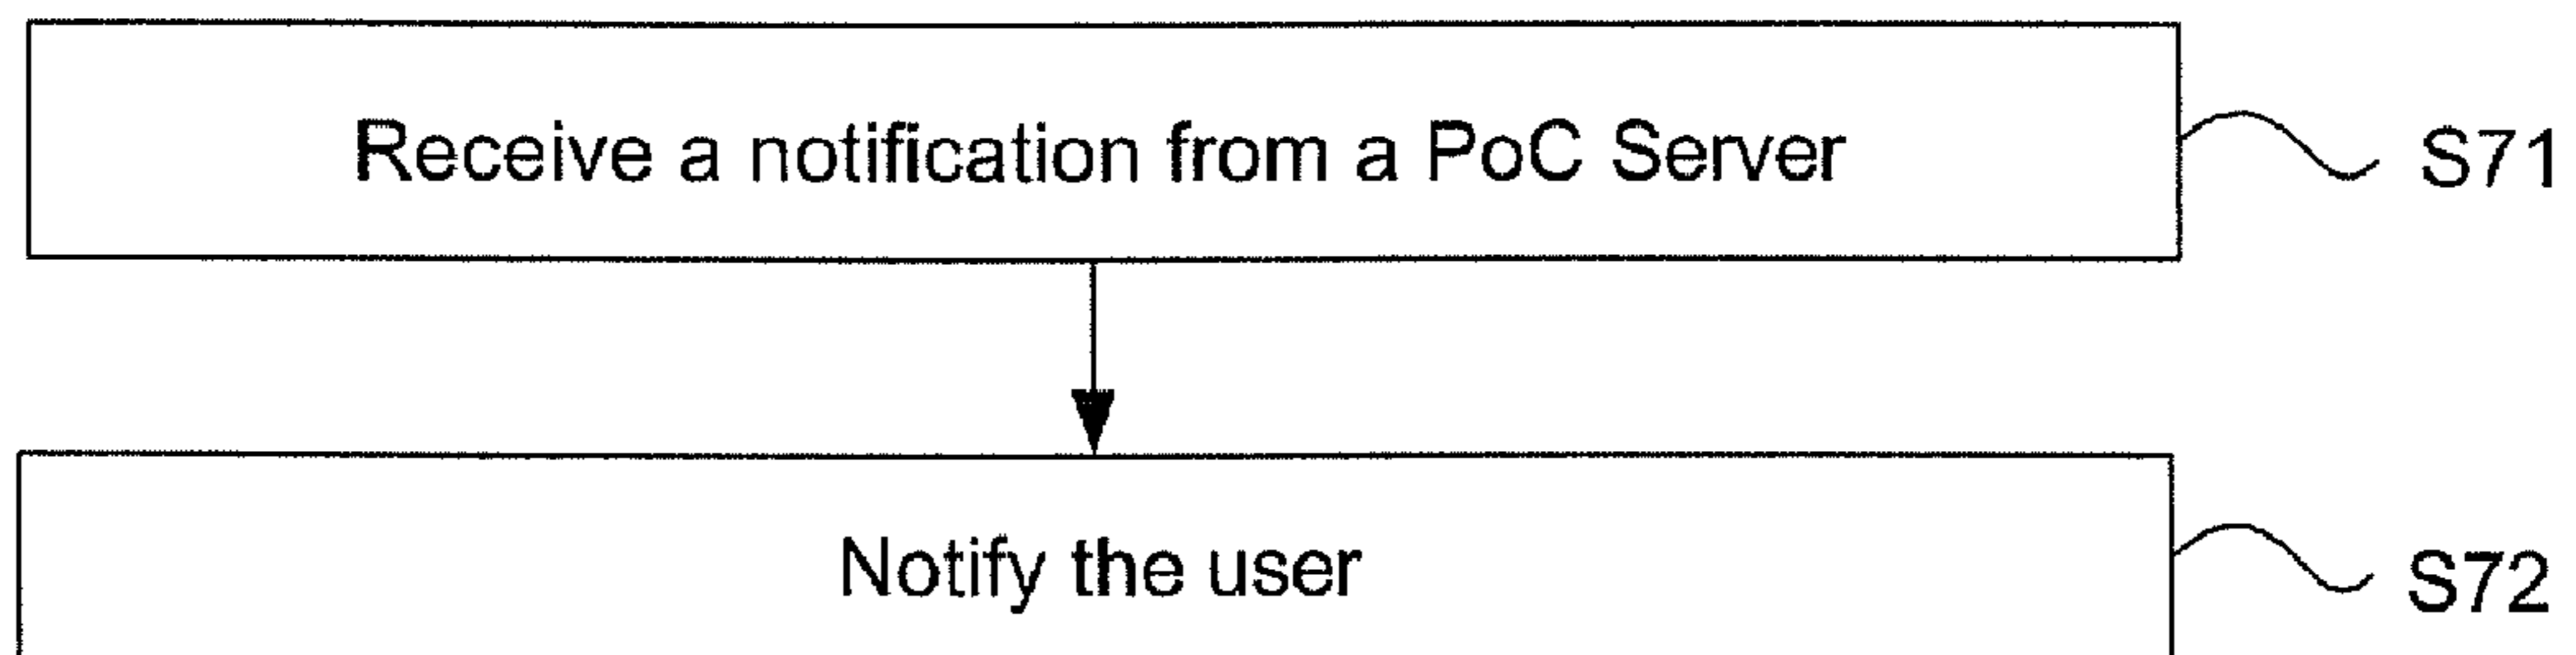 Receive a notification from a PoC Server
S71
Notify the user
S72